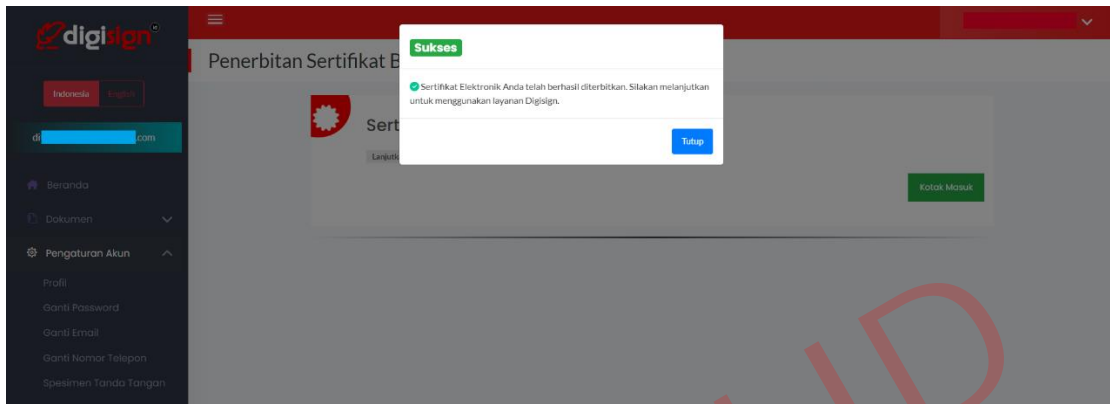 digisign®
Indonesia English
di .com
Beranda
Dokumen
Pengaturan Akun
Profil
Ganti Password
Ganti Email
Ganti Nomor Telepon
Spesimen Tanda Tangan
Penerbitan Sertifikat B
Sukses
Sertifikat Elektronik Anda telah berhasil diterbitkan. Silakan melanjutkan
untuk menggunakan layanan Digisign.
Tutup
Sert
Lanjutk
Kotak Masuk